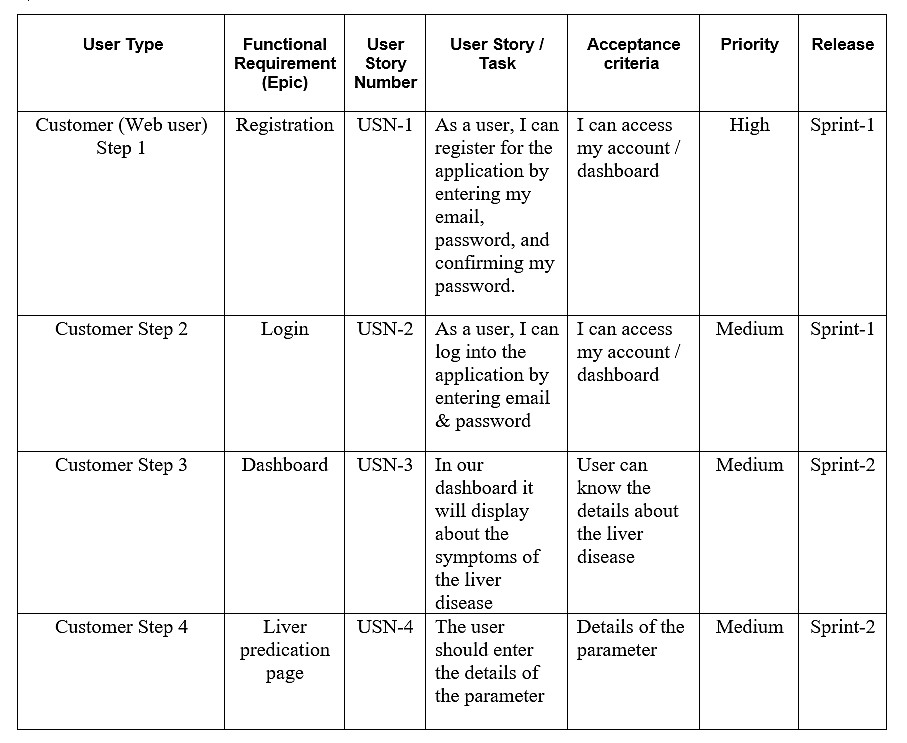 User Type
Functional
Requirement
(Epic)
User
Story
Number
User Story /
Task
Acceptance
criteria
Priority
Release
Customer (Web user)
Step 1
Registration
USN-1
As a user, I can
register for the
application by
entering my
email,
password, and
confirming my
password.
I can access
my account /
dashboard
High
Sprint-1
Customer Step 2
Login
USN-2
As a user, I can
log into the
application by
entering email
& password
I can access
my account /
dashboard
Medium
Sprint-1
Customer Step 3
Dashboard
USN-3
In our
dashboard it
will display
about the
symptoms of
the liver
disease
User can
know the
details about
the liver
disease
Medium
Sprint-2
Customer Step 4
Liver
predication
page
USN-4
The user
should enter
the details of
the parameter
Details of the
parameter
Medium
Sprint-2